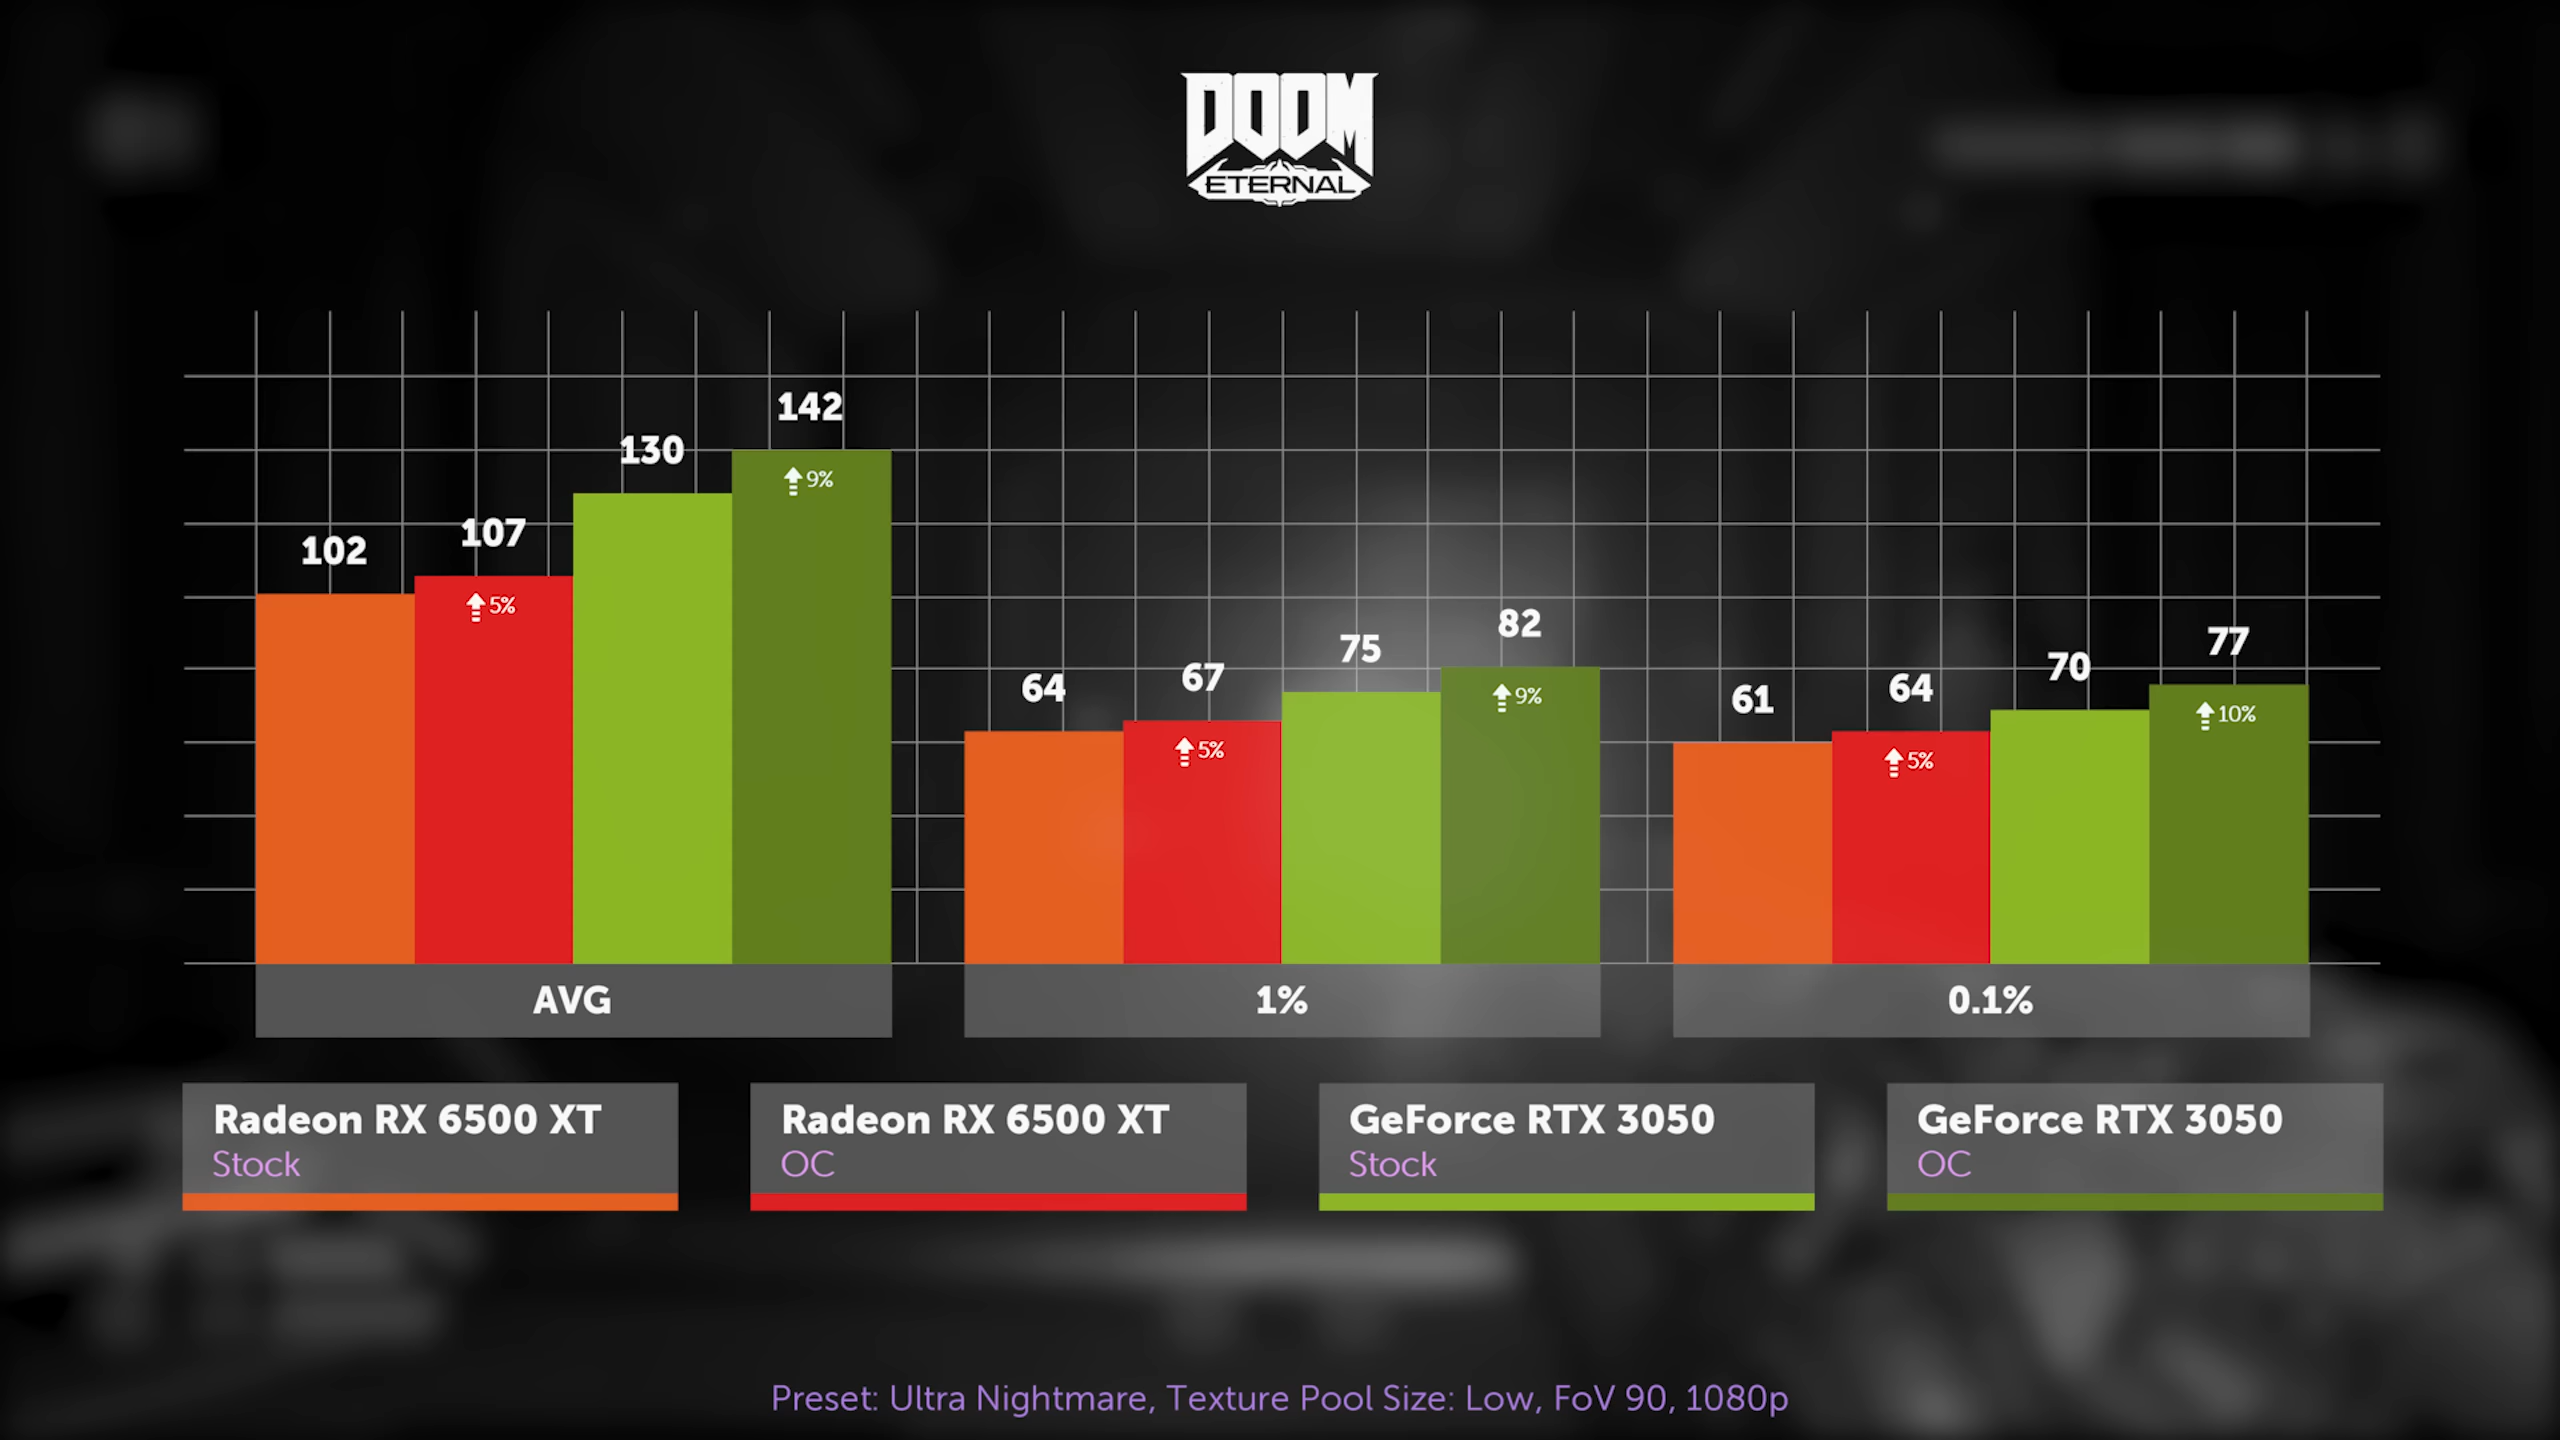 DOOM
ETERNAL
102
107
130
142
5%
9%
64
67
75
82
5%
9%
61
64
70
77
5%
10%
AVG
1%
0.1%
Radeon RX 6500 XT
Stock
Radeon RX 6500 XT
OC
GeForce RTX 3050
Stock
GeForce RTX 3050
OC
Preset: Ultra Nightmare, Texture Pool Size: Low, FoV 90, 1080p